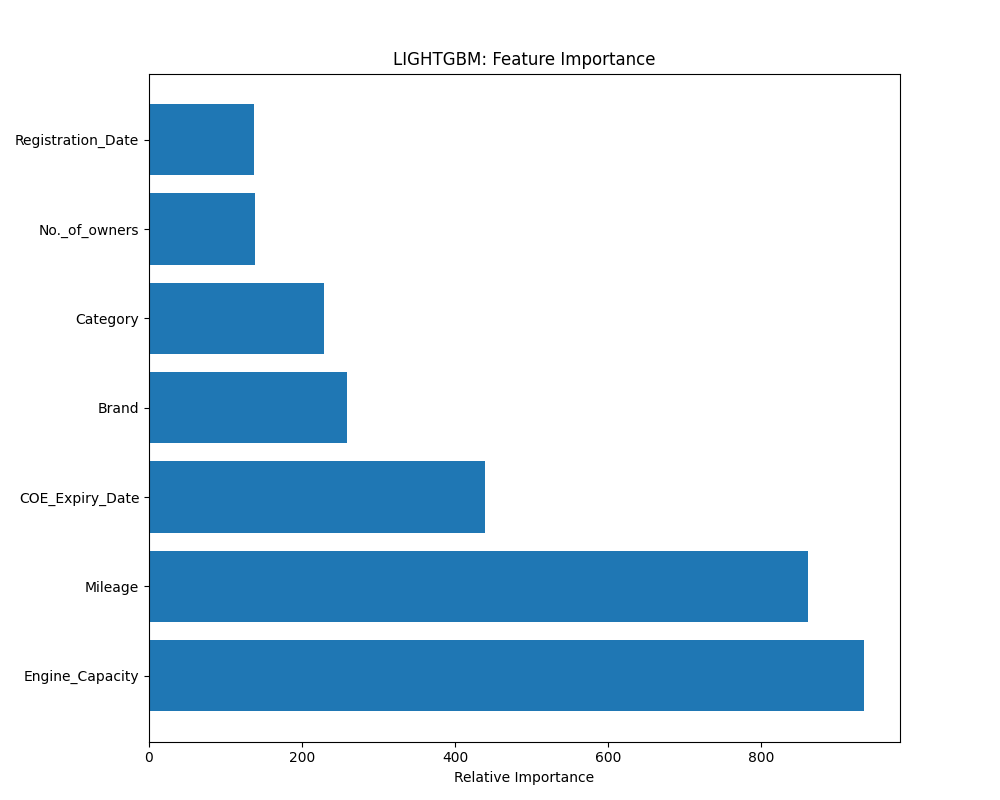 LIGHTGBM: Feature Importance
Registration_Date
No._of_owners
Category
Brand
COE_Expiry_Date
Mileage
Engine_Capacity
0 200 400 600 800
Relative Importance